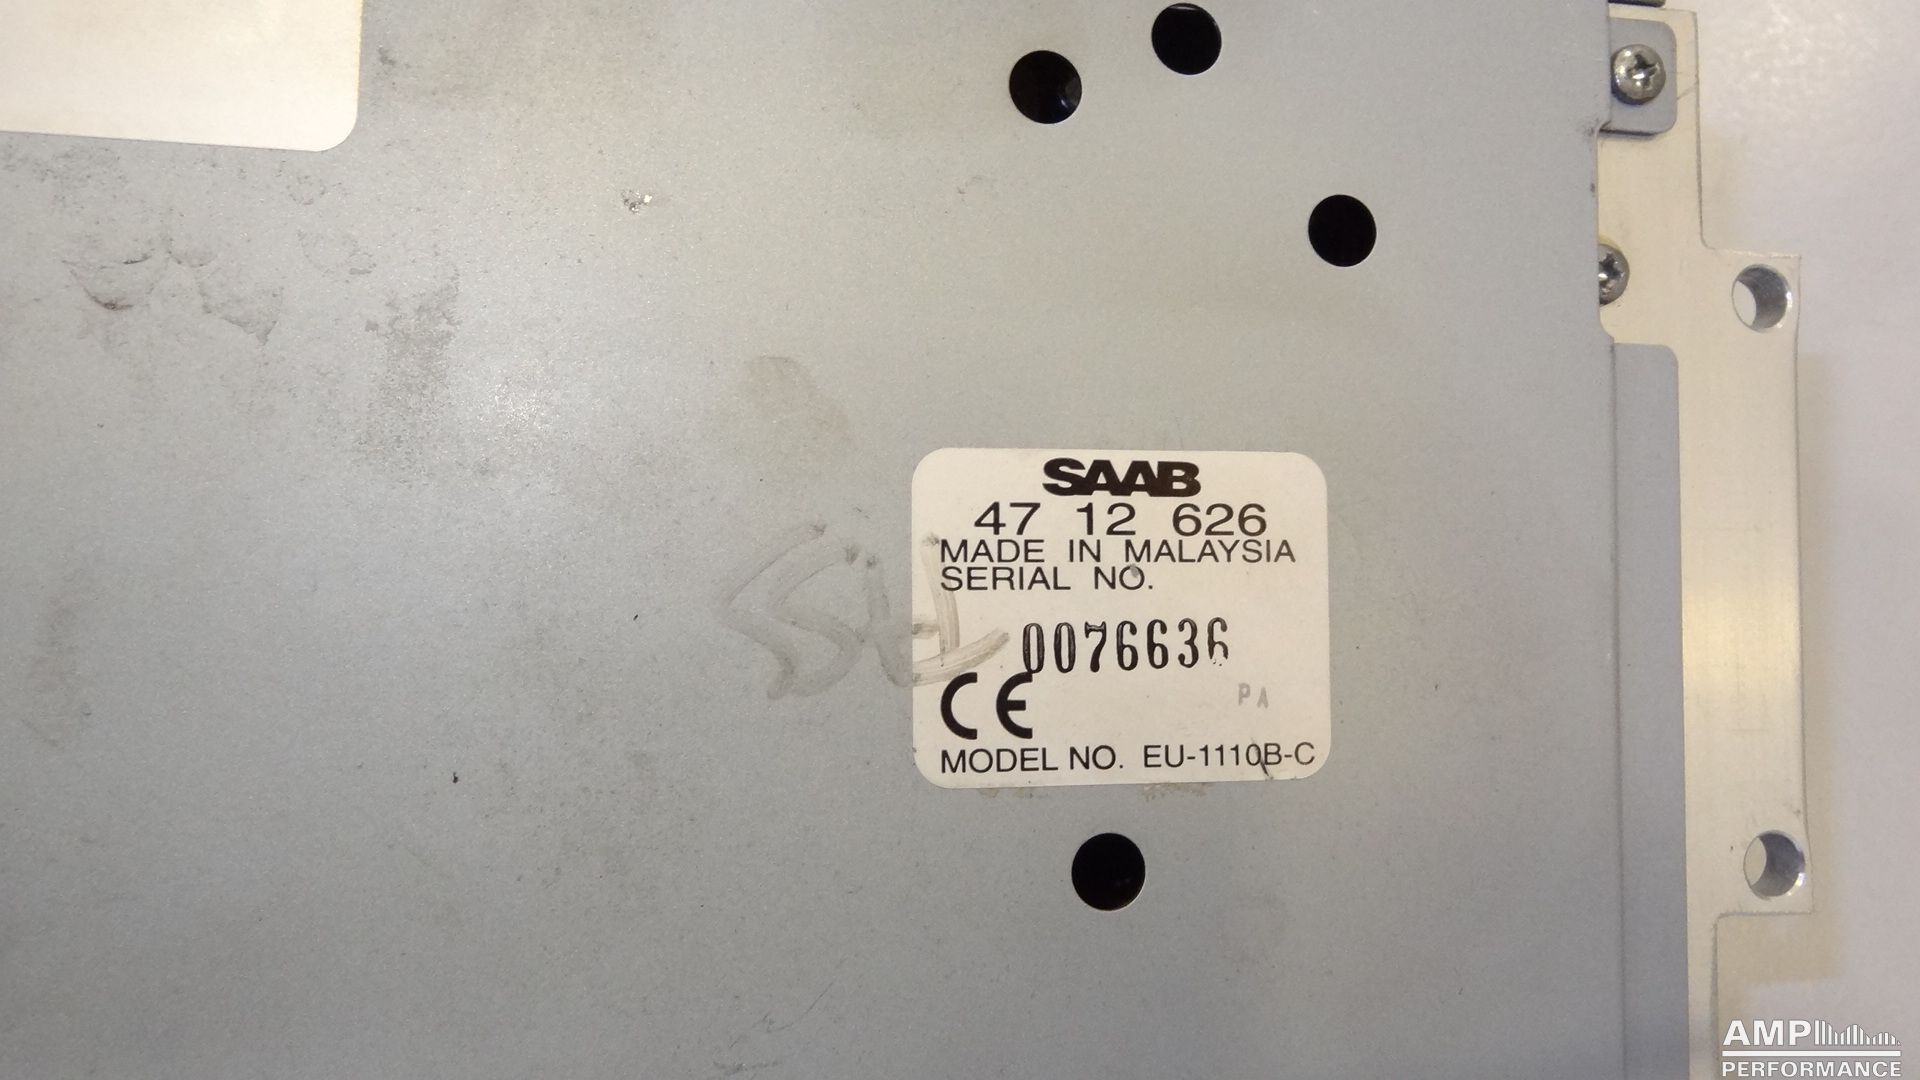 SAAB
47 12 626
MADE IN MALAYSIA
SERIAL NO.
0076636
CE
PA
MODEL NO. EU-1110B-C
AMP
PERFORMANCE